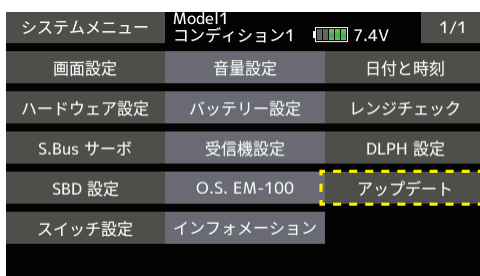 システムメニュー Model1 1/1
コンディション1 7.4V
画面設定 音量設定 日付と時刻
ハードウェア設定 バッテリー設定 レンジチェック
S.Bus サーボ 受信機設定 DLPH 設定
SBD 設定 O.S. EM-100 アップデート
スイッチ設定 インフォメーション